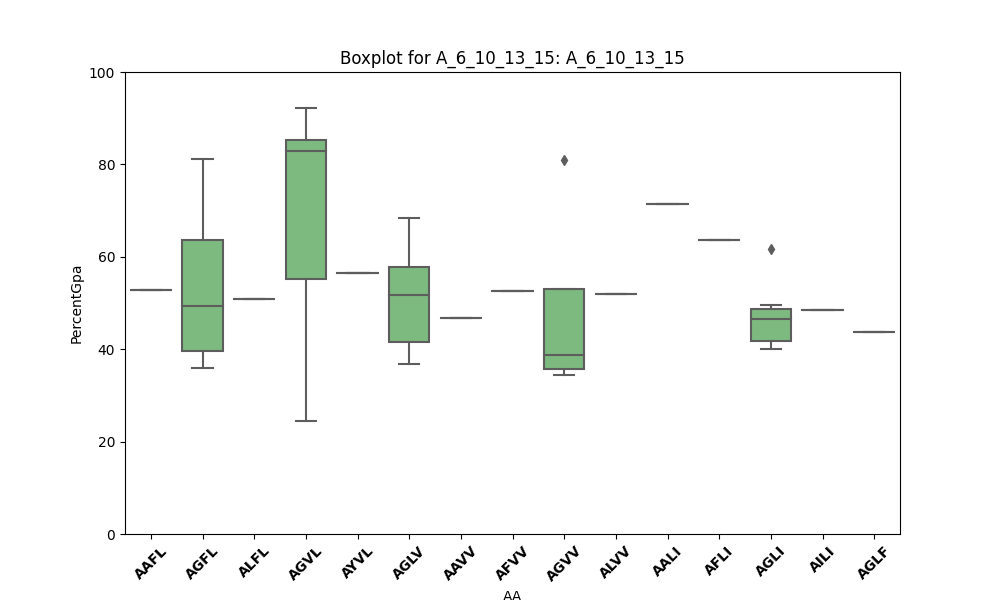 Boxplot for A_6_10_13_15: A_6_10_13_15
100
80
60
40
20
0
PercentGpa
AAFL AGFL ALFL AGVL AYVL AGLV AAVV AFVV AGVV ALVV AALI AFLI AGLI AILI AGLF
AA